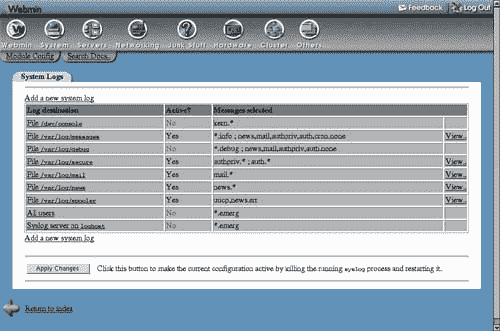 Webmin
Feedback Log Out
Webmin System Servers Networking Junk Stuff Hardware Cluster Others
Module Config Search Docs..
System Logs
Add a new system log
Log destination Active? Messages selected
File /dev/console No kern.*
File /var/log/messages Yes *.info ; news,mail,authpriv,auth,cron.none View..
File /var/log/debug No *.debug ; news,mail,authpriv,auth.none
File /var/log/secure Yes authpriv.* ; auth.* View..
File /var/log/mail Yes mail.* View..
File /var/log/news Yes news.* View..
File /var/log/spooler Yes uucp,news.crit View..
All users No *.emerg
Syslog server on loghost No *.emerg
Add a new system log
Apply Changes Click this button to make the current configuration active by killing the running syslog process and restarting it.
Return to index